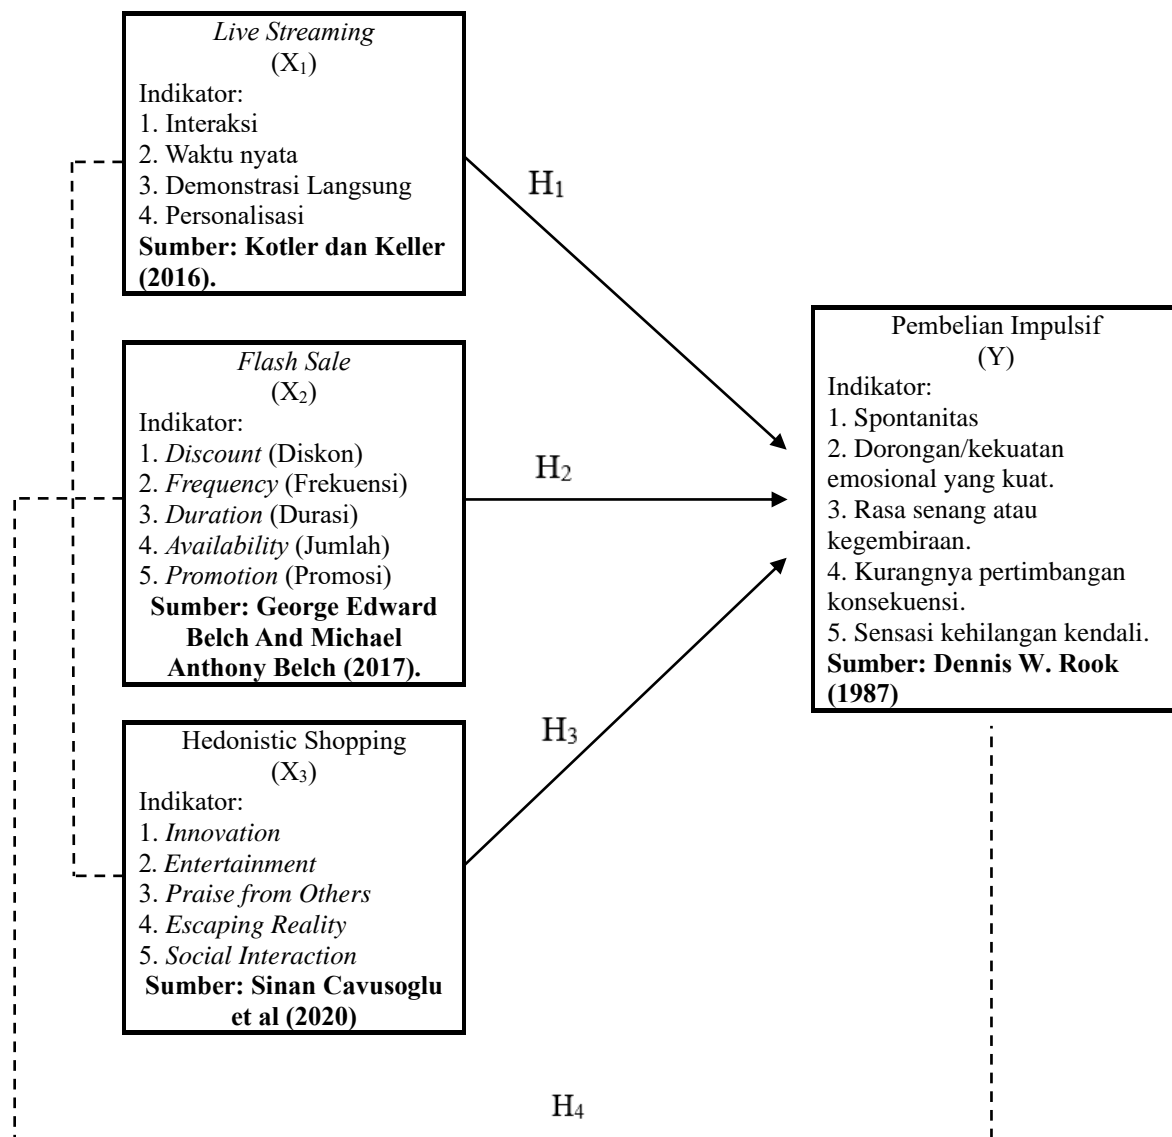 Live Streaming
(X₁)
Indikator:
1. Interaksi
2. Waktu nyata
3. Demonstrasi Langsung
4. Personalisasi
Sumber: Kotler dan Keller
(2016).
H₁
Flash Sale
(X₂)
Indikator:
1. Discount (Diskon)
2. Frequency (Frekuensi)
3. Duration (Durasi)
4. Availability (Jumlah)
5. Promotion (Promosi)
Sumber: George Edward
Belch And Michael
Anthony Belch (2017).
H₂
Pembelian Impulsif
(Y)
Indikator:
1. Spontanitas
2. Dorongan/kekuatan
emosional yang kuat.
3. Rasa senang atau
kegembiraan.
4. Kurangnya pertimbangan
konsekuensi.
5. Sensasi kehilangan kendali.
Sumber: Dennis W. Rook
(1987)
Hedonistic Shopping
(X₃)
Indikator:
1. Innovation
2. Entertainment
3. Praise from Others
4. Escaping Reality
5. Social Interaction
Sumber: Sinan Cavusoglu
et al (2020)
H₃
H₄